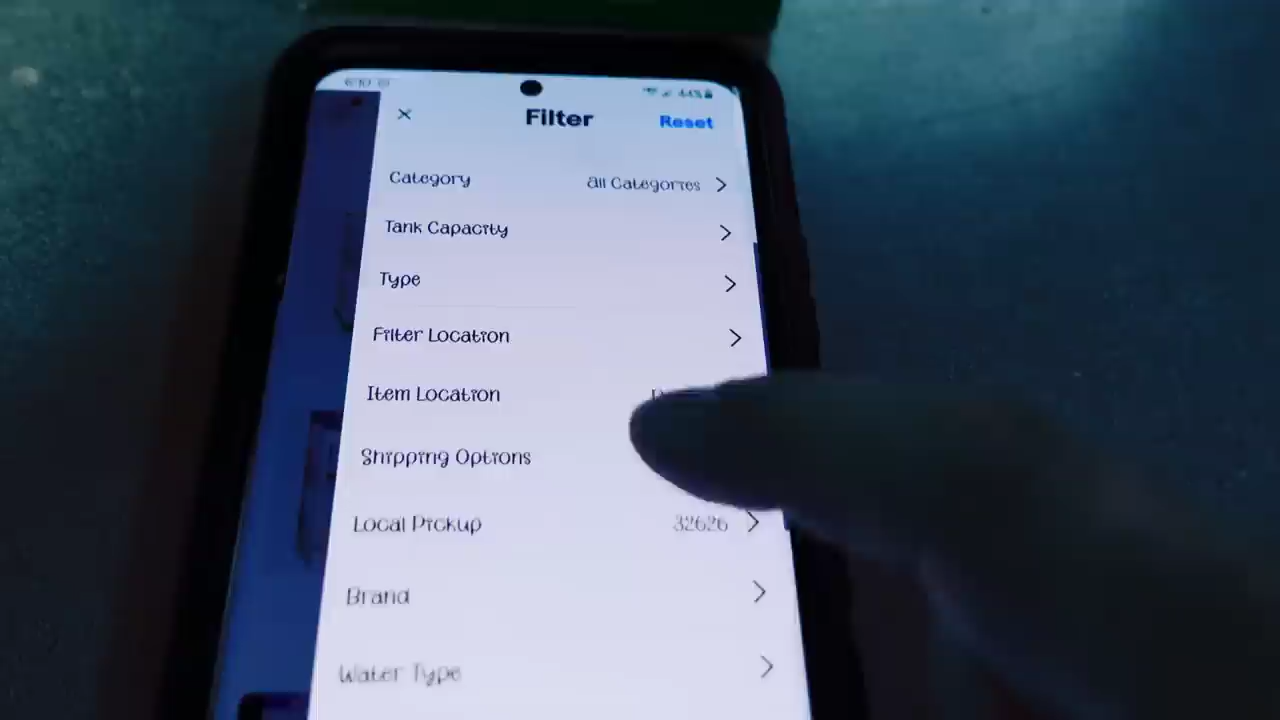 Filter
Reset
Category
All Categories
Tank Capacity
Type
Filter Location
Item Location
Shipping Options
Local Pickup
32626
Brand
Water Type